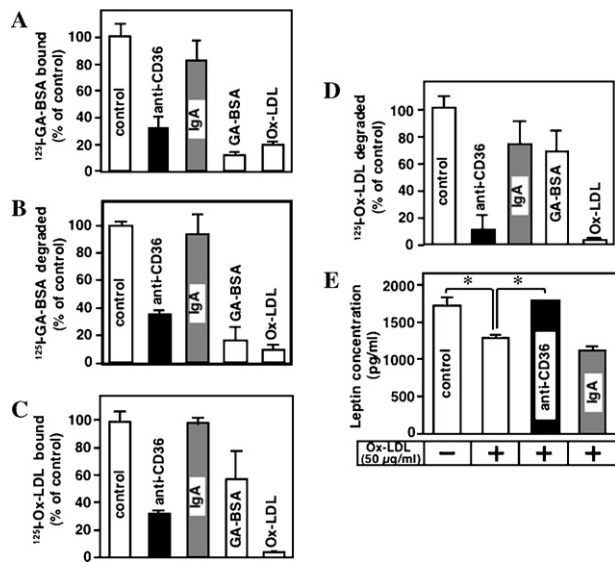 A
¹²⁵I-GA-BSA bound
(% of control)
100
80
60
40
20
0
control
anti-CD36
IgA
GA-BSA
Ox-LDL
B
¹²⁵I-GA-BSA degraded
(% of control)
100
80
60
40
20
0
control
anti-CD36
IgA
GA-BSA
Ox-LDL
C
¹²⁵I-Ox-LDL bound
(% of control)
100
80
60
40
20
0
control
anti-CD36
IgA
GA-BSA
Ox-LDL
D
¹²⁵I-Ox-LDL degraded
(% of control)
100
80
60
40
20
0
control
anti-CD36
IgA
GA-BSA
Ox-LDL
E
Leptin concentration
(pg/ml)
2000
1500
1000
500
0
* *
control
anti-CD36
IgA
Ox-LDL
(50 µg/ml)
− + + +